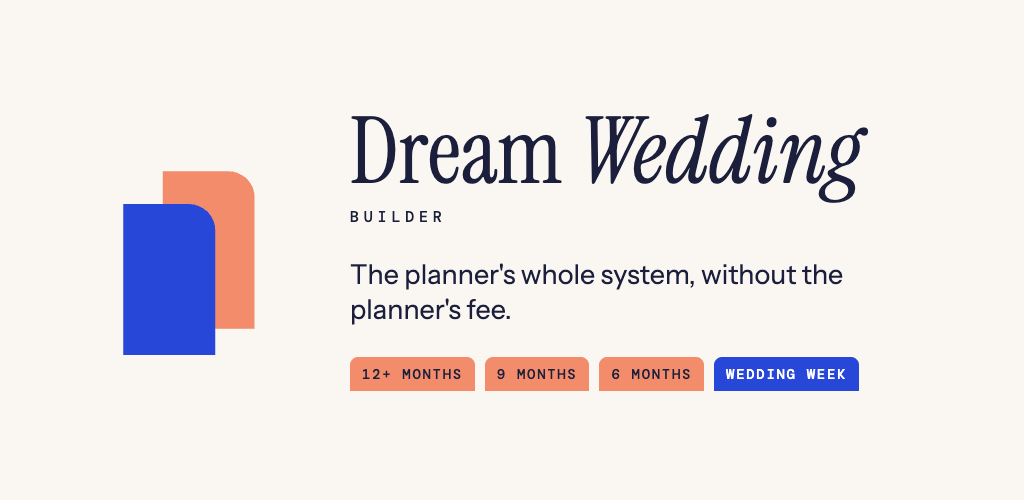 Dream Wedding
BUILDER
The planner's whole system, without the
planner's fee.
12+ MONTHS 9 MONTHS 6 MONTHS WEDDING WEEK